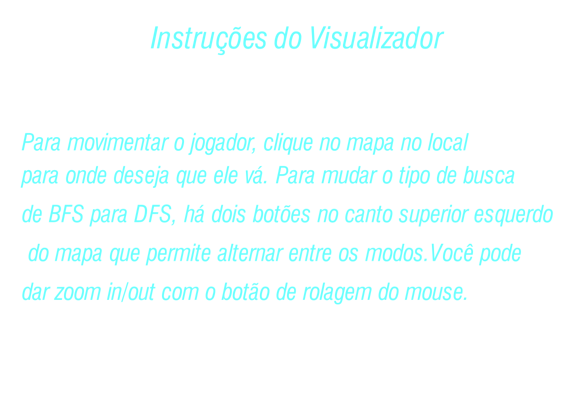 Instruções do Visualizador
Para movimentar o jogador, clique no mapa no local
para onde deseja que ele vá. Para mudar o tipo de busca
de BFS para DFS, há dois botões no canto superior esquerdo
do mapa que permite alternar entre os modos.Você pode
dar zoom in/out com o botão de rolagem do mouse.